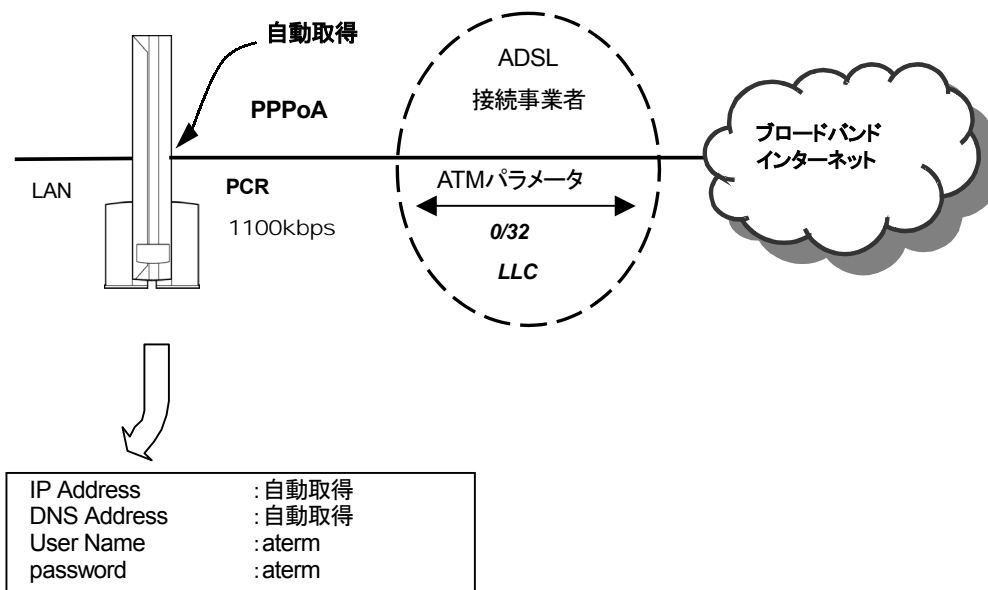 自動取得
ADSL
接続事業者
PPPoA
ブロードバンド
インターネット
LAN
PCR
ATMパラメータ
1100kbps
0/32
LLC
IP Address :自動取得
DNS Address :自動取得
User Name :aterm
password :aterm